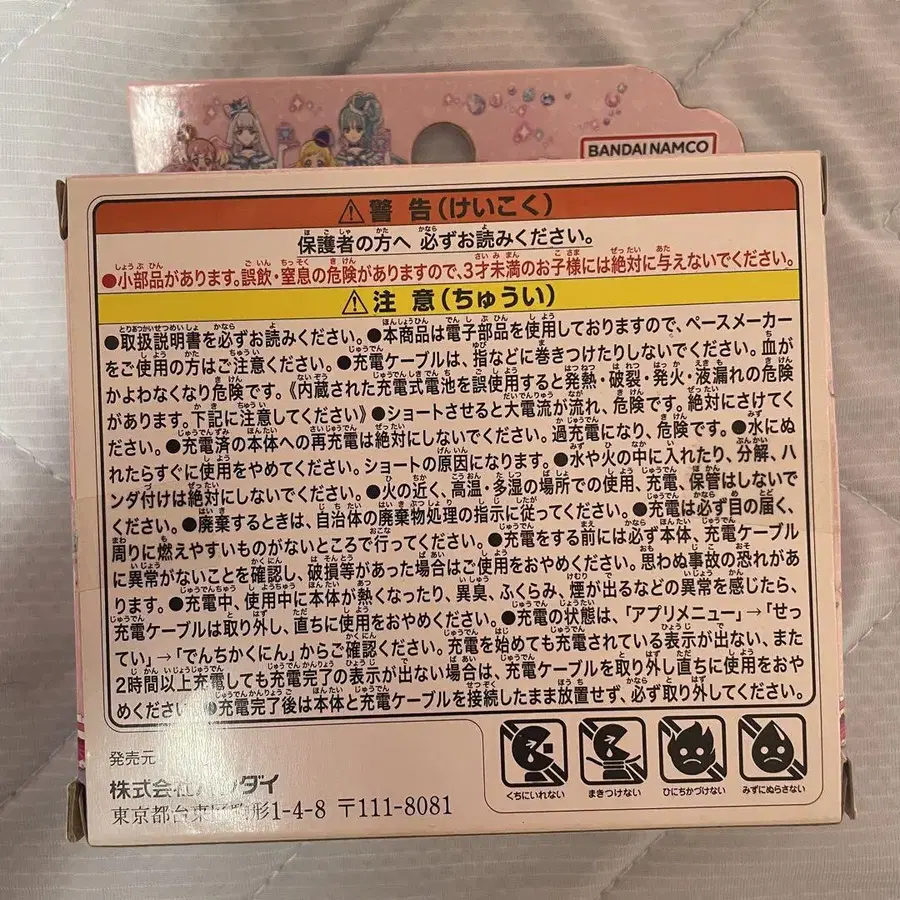 BANDAI NAMCO
⚠警告(けいこく)
保護者の方へ 必ずお読みください。
●小部品があります。誤飲・窒息の危険がありますので、3才未満のお子様には絶対に与えないでください。
⚠注意(ちゅうい)
●取扱説明書を必ずお読みください。●本商品は電子部品を使用しておりますので、ペースメーカー
をご使用の方はご注意ください。●充電ケーブルは、指などに巻きつけたりしないでください。血が
かよわなくなり危険です。《内蔵された充電式電池を誤使用すると発熱・破裂・発火・液漏れの危険
があります。下記に注意してください》●ショートさせると大電流が流れ、危険です。絶対にさけてく
ださい。●充電済の本体への再充電は絶対にしないでください。過充電になり、危険です。●水にぬ
れたらすぐに使用をやめてください。ショートの原因になります。●水や火の中に入れたり、分解、ハ
ンダ付けは絶対にしないでください。●火の近く、高温・多湿の場所での使用、充電、保管はしないで
ください。●廃棄するときは、自治体の廃棄物処理の指示に従ってください。●充電は必ず目の届く、
周りに燃えやすいものがないところで行ってください。●充電をする前には必ず本体、充電ケーブル
に異常がないことを確認し、破損等があった場合はご使用をおやめください。思わぬ事故の恐れがあ
ります。●充電中、使用中に本体が熱くなったり、異臭、ふくらみ、煙が出るなどの異常を感じたら、
充電ケーブルは取り外し、直ちに使用をおやめください。●充電の状態は、「アプリメニュー」→「せっ
てい」→「でんちかくにん」からご確認ください。充電を始めても充電されている表示が出ない、また
2時間以上充電しても充電完了の表示が出ない場合は、充電ケーブルを取り外し直ちに使用をおや
めください。●充電完了後は本体と充電ケーブルを接続したまま放置せず、必ず取り外してください。
くちにいれない まきつけない ひにちかづけない みずにぬらさない
発売元
株式会社バンダイ
東京都台東区駒形1-4-8 〒111-8081